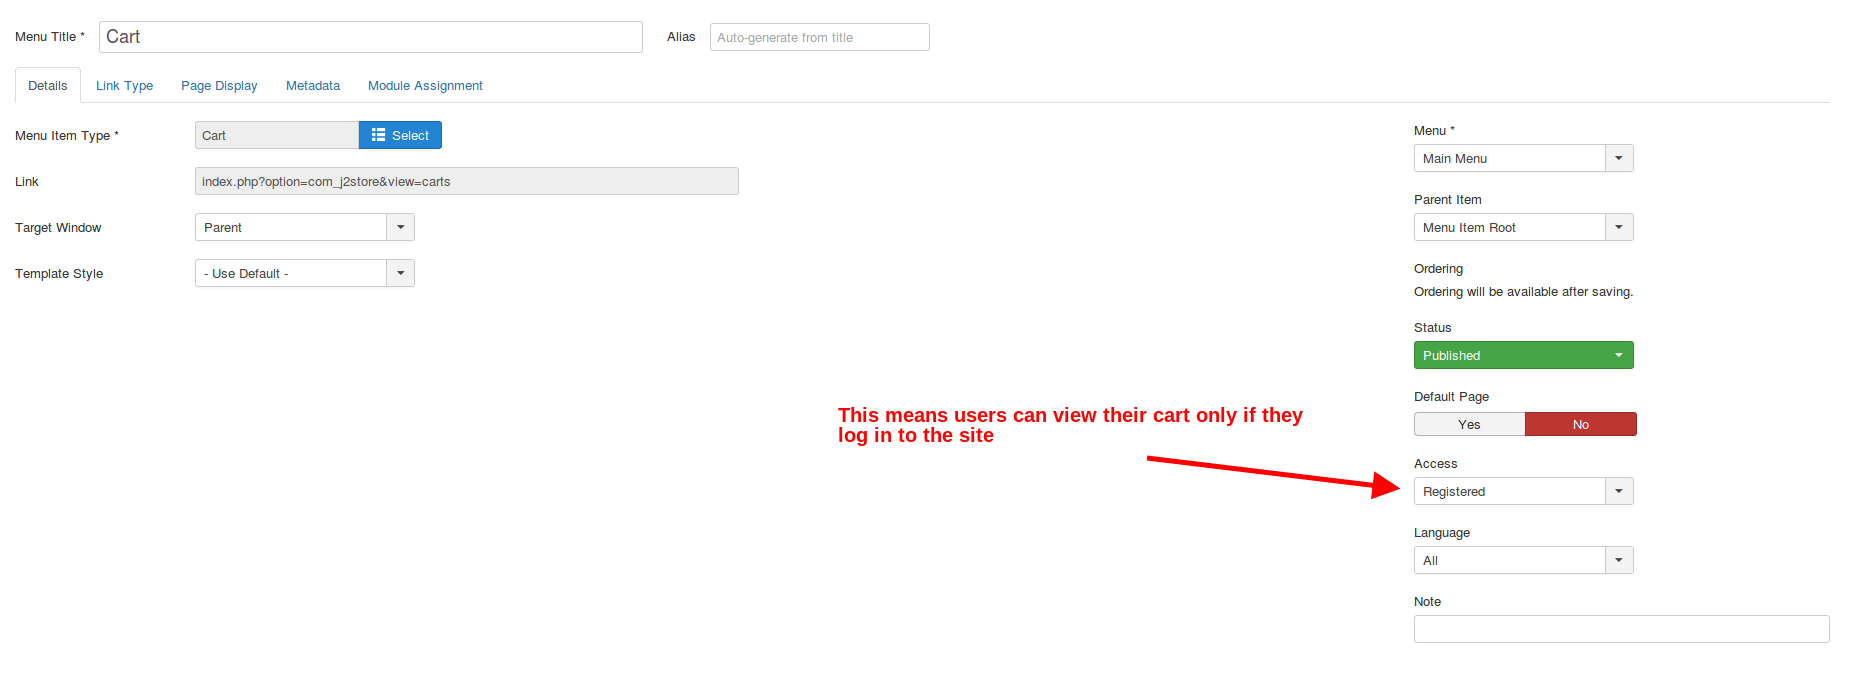 Menu Title * Cart Alias Auto-generate from title
Details Link Type Page Display Metadata Module Assignment
Menu Item Type * Cart Select
Link index.php?option=com_j2store&view=carts
Target Window Parent
Template Style - Use Default -
Menu *
Main Menu
Parent Item
Menu Item Root
Ordering
Ordering will be available after saving.
Status
Published
Default Page
Yes No
This means users can view their cart only if they
log in to the site
Access
Registered
Language
All
Note